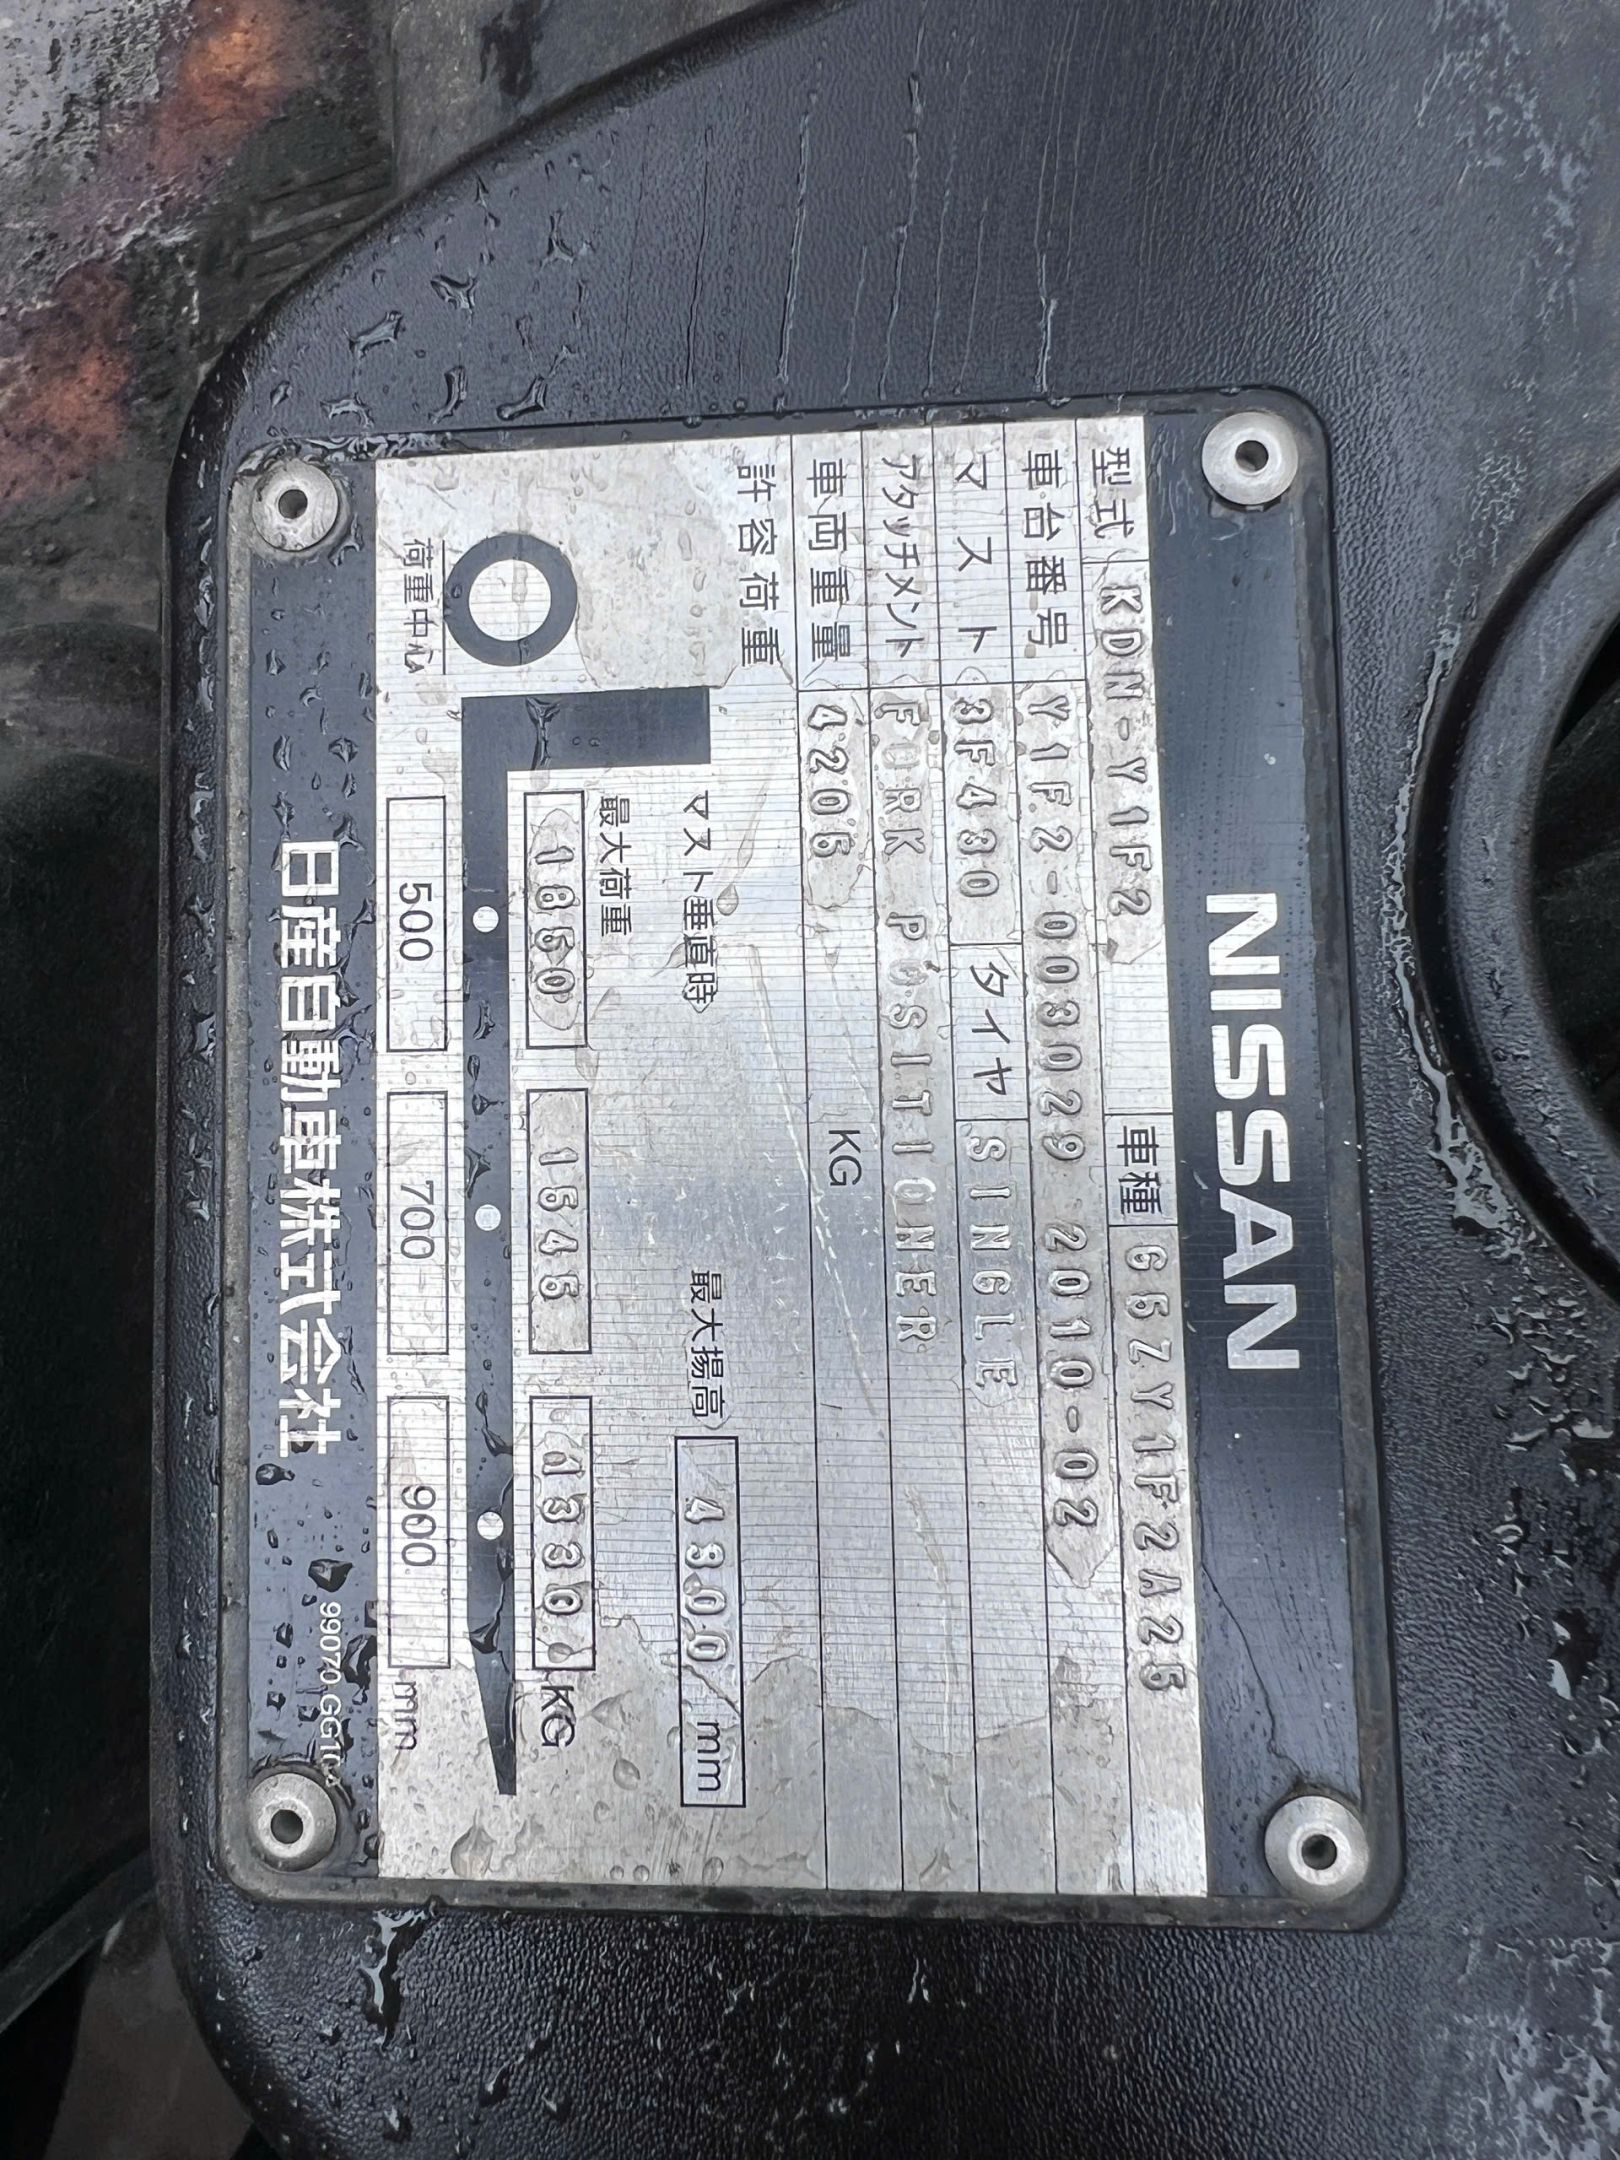 NISSAN
型式 KDN-Y1F2 車種 G6ZY1F2A25
車台番号 Y1F2-003029 2010-02
マスト 3F430 タイヤ SINGLE
アタッチメント FORK POSITIONER
車両重量 4205 KG
許容荷重
マスト垂直時 最大揚高 4300 mm
最大荷重
1850 1545 1330 KG
荷重中心
500 700 900 mm
日産自動車株式会社